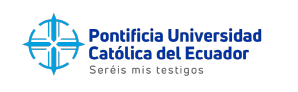 Pontificia Universidad
Católica del Ecuador
Seréis mis testigos